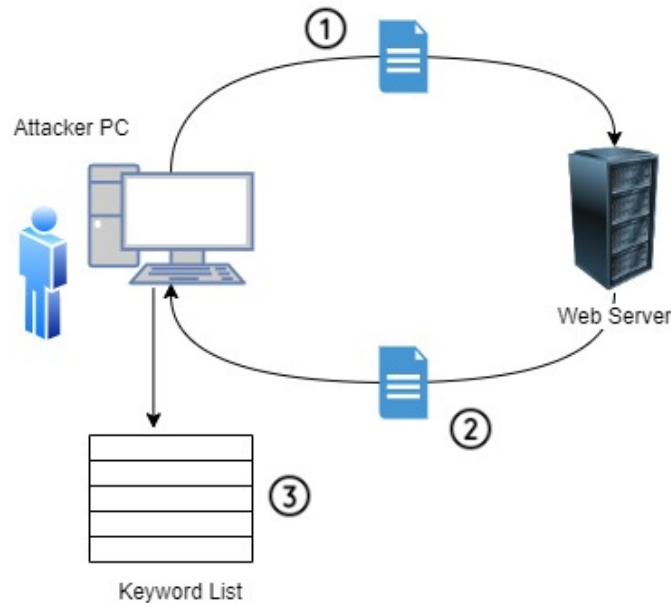 ①
Attacker PC
Web Server
②
③
Keyword List